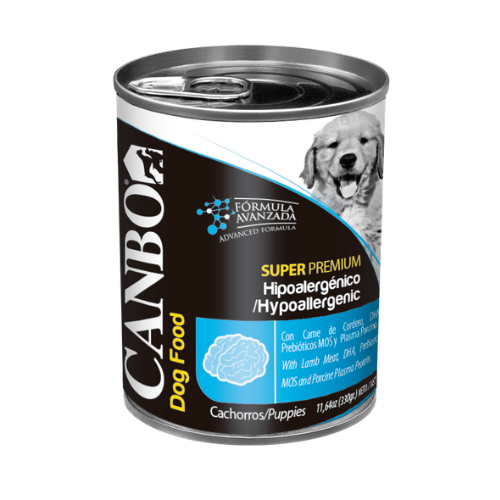 CANBO®
Dog Food
FÓRMULA
AVANZADA
ADVANCED FORMULA
SUPER PREMIUM
Hipoalergénico
/Hypoallergenic
Con Carne de Cordero,
Prebióticos MOS y Plasma Porcino
With Lamb Meat, DHA,
MOS and Porcine Plasma Protein.
Cachorros/Puppies
11,64oz (330gr.)